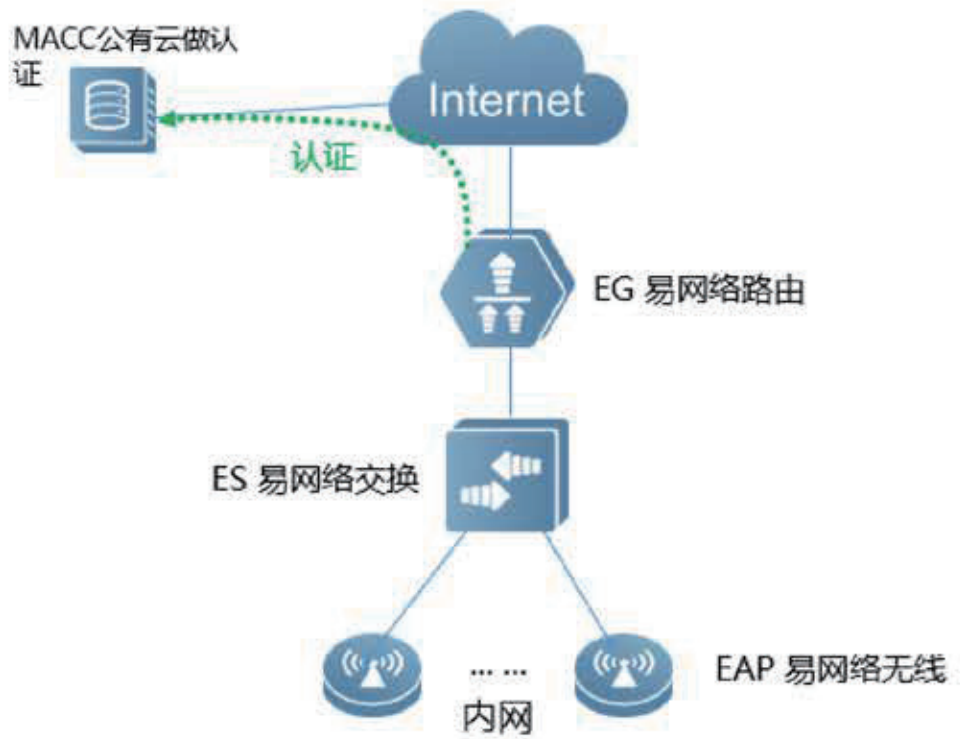 MACC公有云做认
证
Internet
认证
EG 易网络路由
ES 易网络交换
EAP 易网络无线
... ...
内网